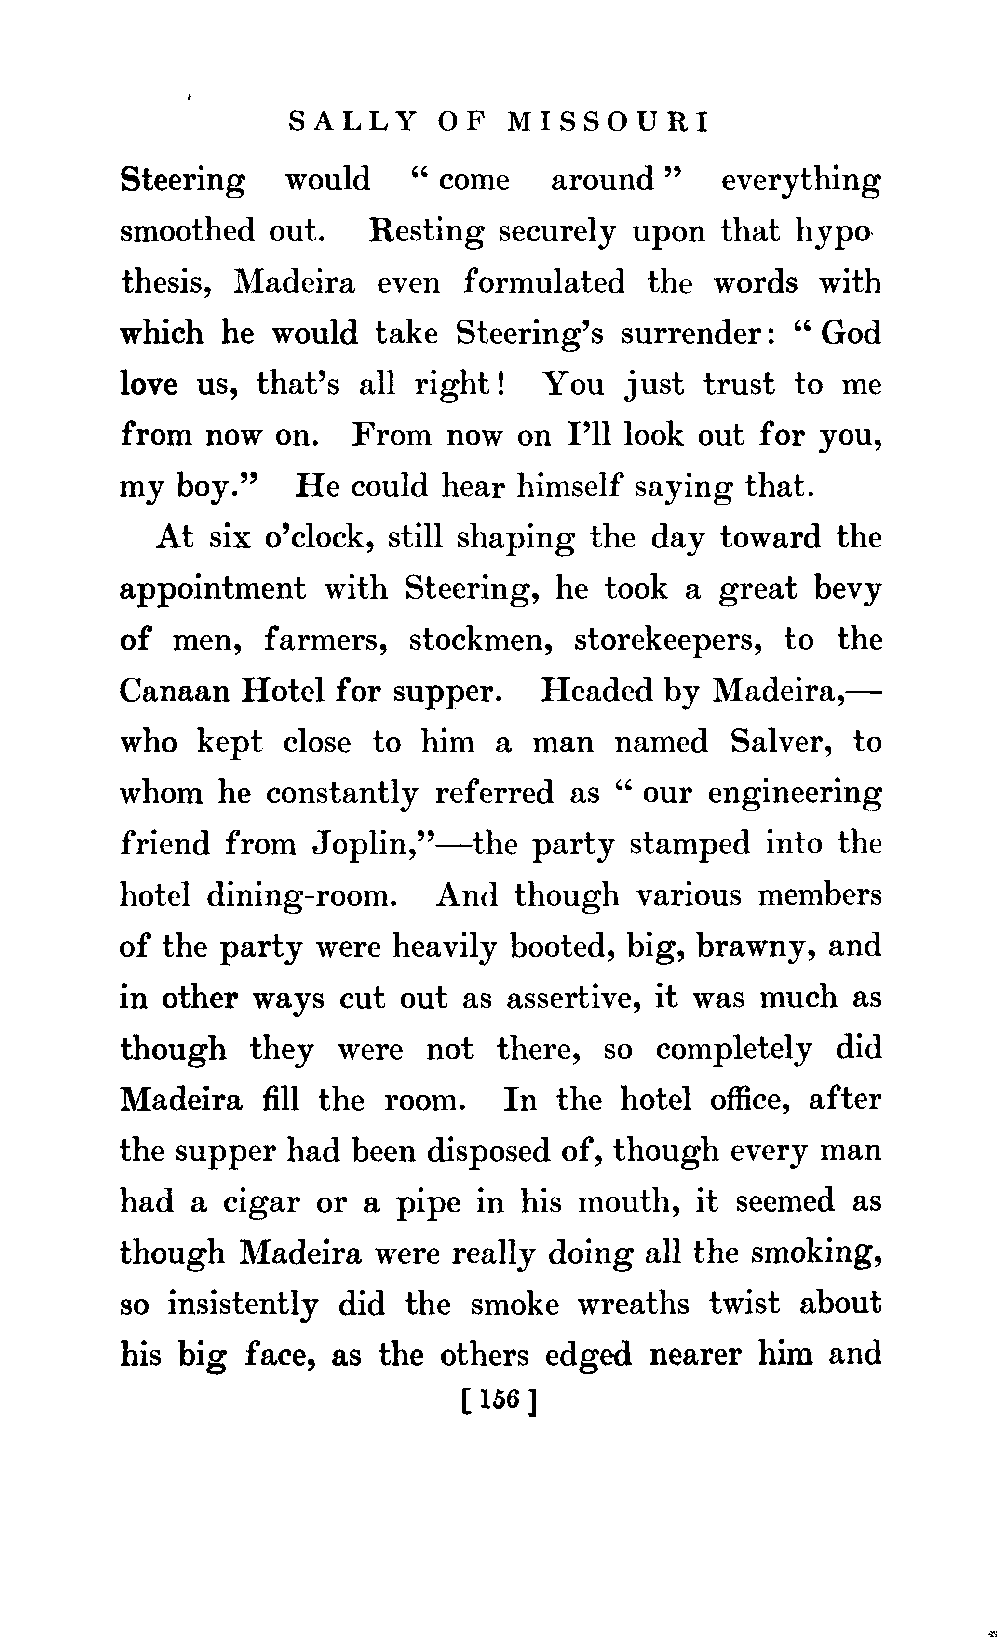 SALLY OF MISSOURI
Steering would “ come around ” everything
smoothed out. Resting securely upon that hypo-
thesis, Madeira even formulated the words with
which he would take Steering’s surrender: “ God
love us, that’s all right! You just trust to me
from now on. From now on I’ll look out for you,
my boy.” He could hear himself saying that.
At six o’clock, still shaping the day toward the
appointment with Steering, he took a great bevy
of men, farmers, stockmen, storekeepers, to the
Canaan Hotel for supper. Headed by Madeira,—
who kept close to him a man named Salver, to
whom he constantly referred as “ our engineering
friend from Joplin,”—the party stamped into the
hotel dining-room. And though various members
of the party were heavily booted, big, brawny, and
in other ways cut out as assertive, it was much as
though they were not there, so completely did
Madeira fill the room. In the hotel office, after
the supper had been disposed of, though every man
had a cigar or a pipe in his mouth, it seemed as
though Madeira were really doing all the smoking,
so insistently did the smoke wreaths twist about
his big face, as the others edged nearer him and
[ 156 ]